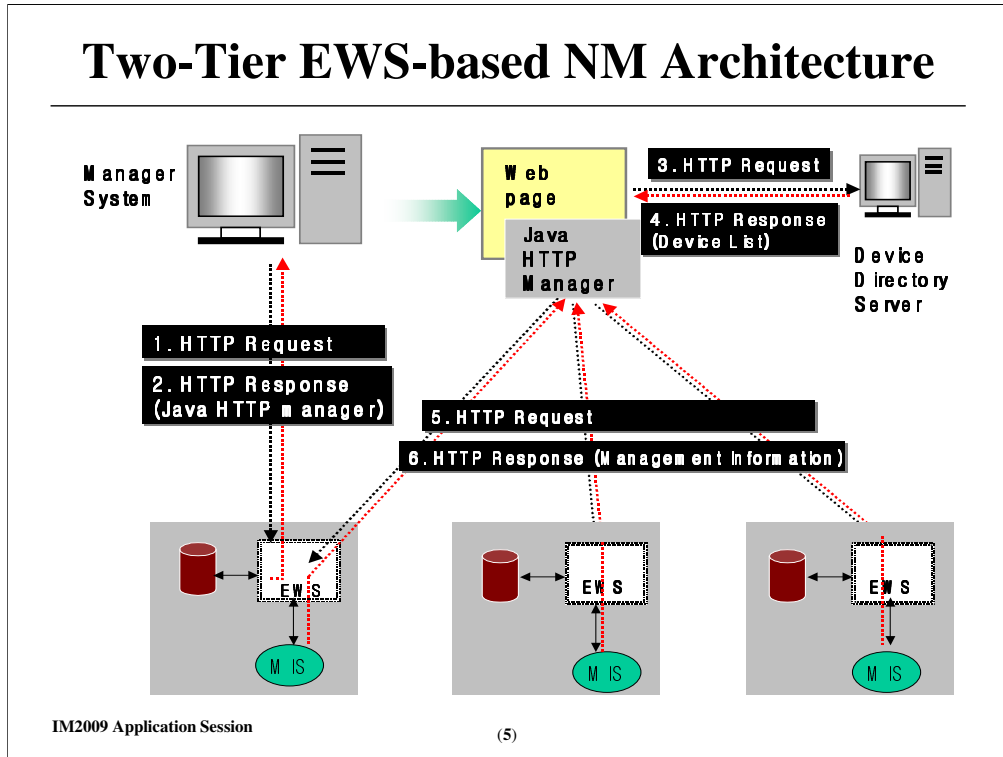 Two-Tier EWS-based NM Architecture
Manager
System
Web
page
Java
HTTP
Manager
3. HTTP Request
4. HTTP Response
(Device List)
Device
Directory
Server
1. HTTP Request
2. HTTP Response
(Java HTTP manager)
5. HTTP Request
6. HTTP Response (Management Information)
EWS
MIS
EWS
MIS
EWS
MIS
IM2009 Application Session
(5)